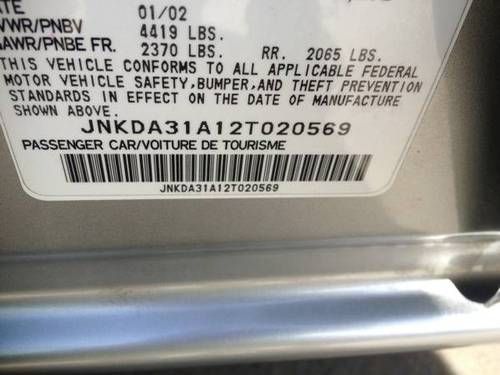 ATE 01/02
VWR/PNBV 4419 LBS.
GAWR/PNBE FR. 2370 LBS. RR. 2065 LBS.
THIS VEHICLE CONFORMS TO ALL APPLICABLE FEDERAL
MOTOR VEHICLE SAFETY, BUMPER, AND THEFT PREVENTION
STANDARDS IN EFFECT ON THE DATE OF MANUFACTURE
SHOWN ABOVE.
JNKDA31A12T020569
PASSENGER CAR/VOITURE DE TOURISME
JNKDA31A12T020569